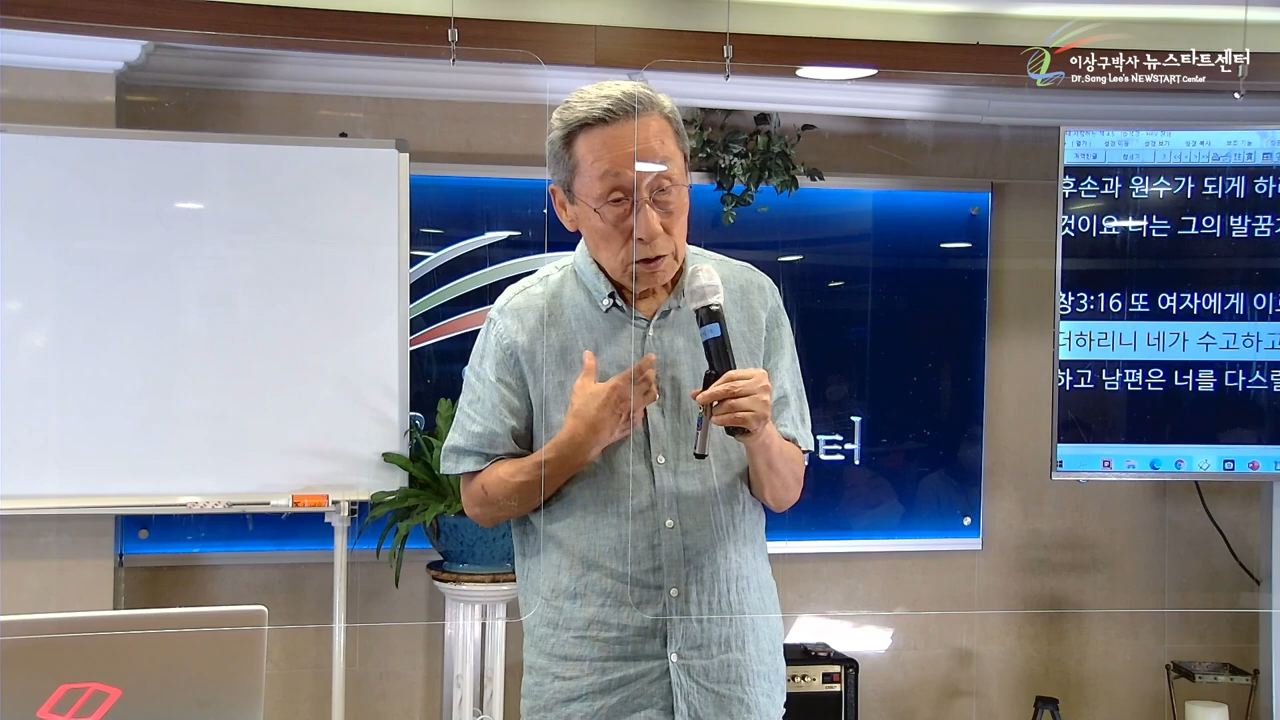 이상구박사 뉴스타트센터
Dr. Sang Lee's NEWSTART Center
후손과 원수가 되게 하
것이요 너는 그의 발꿈
창3:16 또 여자에게 이
더하리니 네가 수고하고
하고 남편은 너를 다스
터